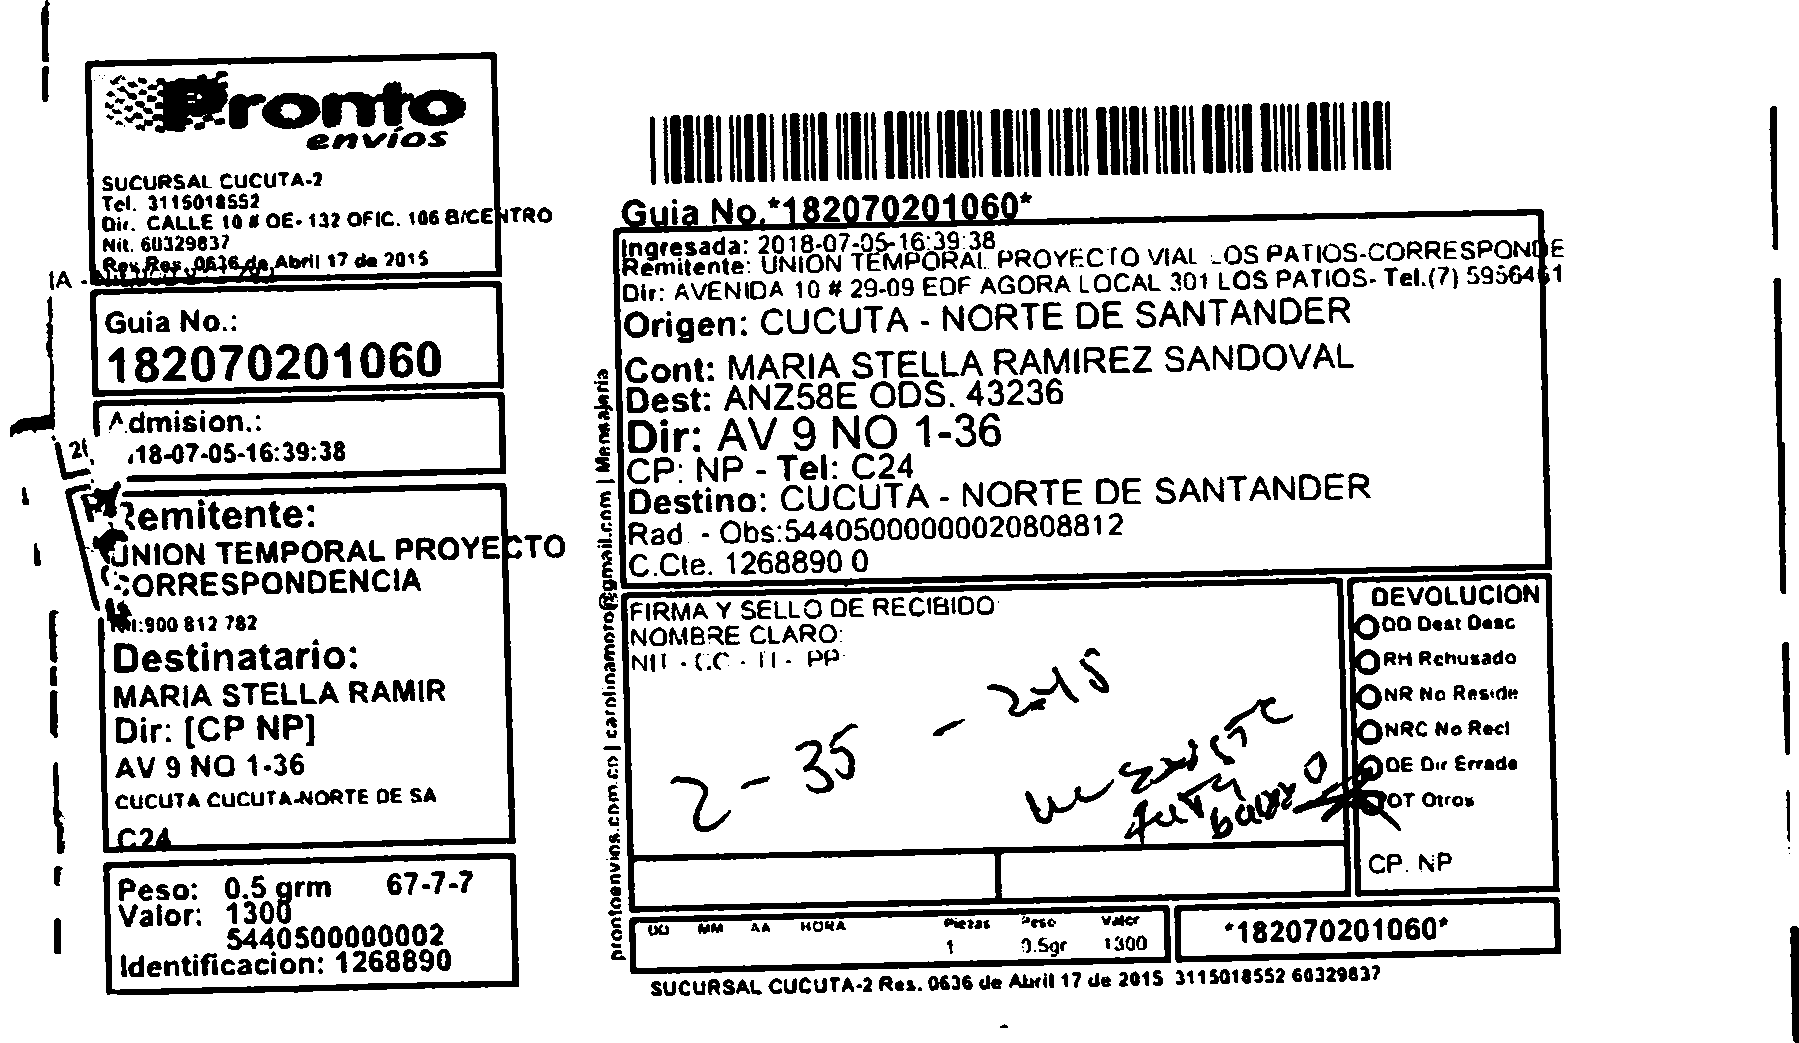 Pronto
envíos
SUCURSAL CUCUTA-2
Tel. 3115018552
Dir. CALLE 10 # OE- 132 OFIC. 106 B/CENTRO
Nit. 60329837
Res. 0636 de Abril 17 de 2015
Guia No.:
182070201060
Admision.:
18-07-05-16:39:38
Remitente:
UNION TEMPORAL PROYECTO
CORRESPONDENCIA
Nit:900 812 782
Destinatario:
MARIA STELLA RAMIR
Dir: [CP NP]
AV 9 NO 1-36
CUCUTA CUCUTA-NORTE DE SA
C24
Peso: 0.5 grm 67-7-7
Valor: 1300
5440500000002
Identificacion: 1268890
prontoenvios.com.co | carolinamoro@gmail.com | Mensajeria
Guia No.*182070201060*
Ingresada: 2018-07-05-16:39:38
Remitente: UNION TEMPORAL PROYECTO VIAL LOS PATIOS-CORRESPONDE
Dir: AVENIDA 10 # 29-09 EDF AGORA LOCAL 301 LOS PATIOS- Tel.(7) 5956461
Origen: CUCUTA - NORTE DE SANTANDER
Cont: MARIA STELLA RAMIREZ SANDOVAL
Dest: ANZ58E ODS. 43236
Dir: AV 9 NO 1-36
CP: NP - Tel: C24
Destino: CUCUTA - NORTE DE SANTANDER
Rad. - Obs:54405000000020808812
C.Cte. 1268890 0
FIRMA Y SELLO DE RECIBIDO
NOMBRE CLARO:
NIT - CC - TI - PP
2-35 - 2-15
DEVOLUCION
DD Dest Desc
RH Rehusado
NR No Reside
NRC No Recl
DE Dir Errada
OT Otros
CP. NP
DD MM AA HORA Piezas Peso Valor
1 0.5gr 1300
*182070201060*
SUCURSAL CUCUTA-2 Res. 0636 de Abril 17 de 2015 3115018552 60329837